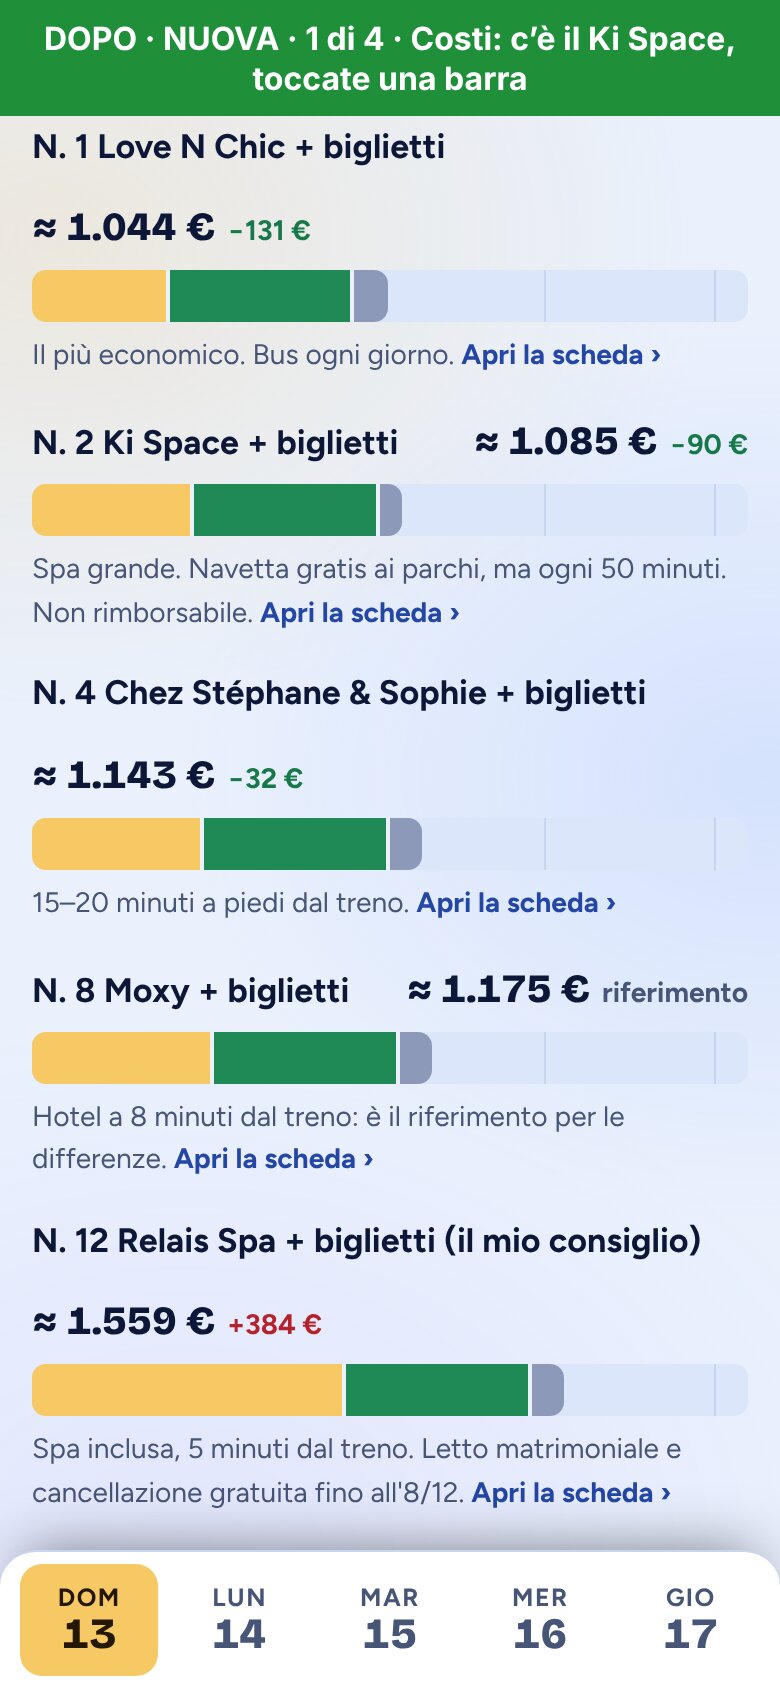 DOPO · NUOVA · 1 di 4 · Costi: c’è il Ki Space,
toccate una barra
N. 1 Love N Chic + biglietti
≈ 1.044 € −131 €
Il più economico. Bus ogni giorno. Apri la scheda ›
N. 2 Ki Space + biglietti ≈ 1.085 € −90 €
Spa grande. Navetta gratis ai parchi, ma ogni 50 minuti.
Non rimborsabile. Apri la scheda ›
N. 4 Chez Stéphane & Sophie + biglietti
≈ 1.143 € −32 €
15–20 minuti a piedi dal treno. Apri la scheda ›
N. 8 Moxy + biglietti ≈ 1.175 € riferimento
Hotel a 8 minuti dal treno: è il riferimento per le
differenze. Apri la scheda ›
N. 12 Relais Spa + biglietti (il mio consiglio)
≈ 1.559 € +384 €
Spa inclusa, 5 minuti dal treno. Letto matrimoniale e
cancellazione gratuita fino all'8/12. Apri la scheda ›
DOM LUN MAR MER GIO
13 14 15 16 17